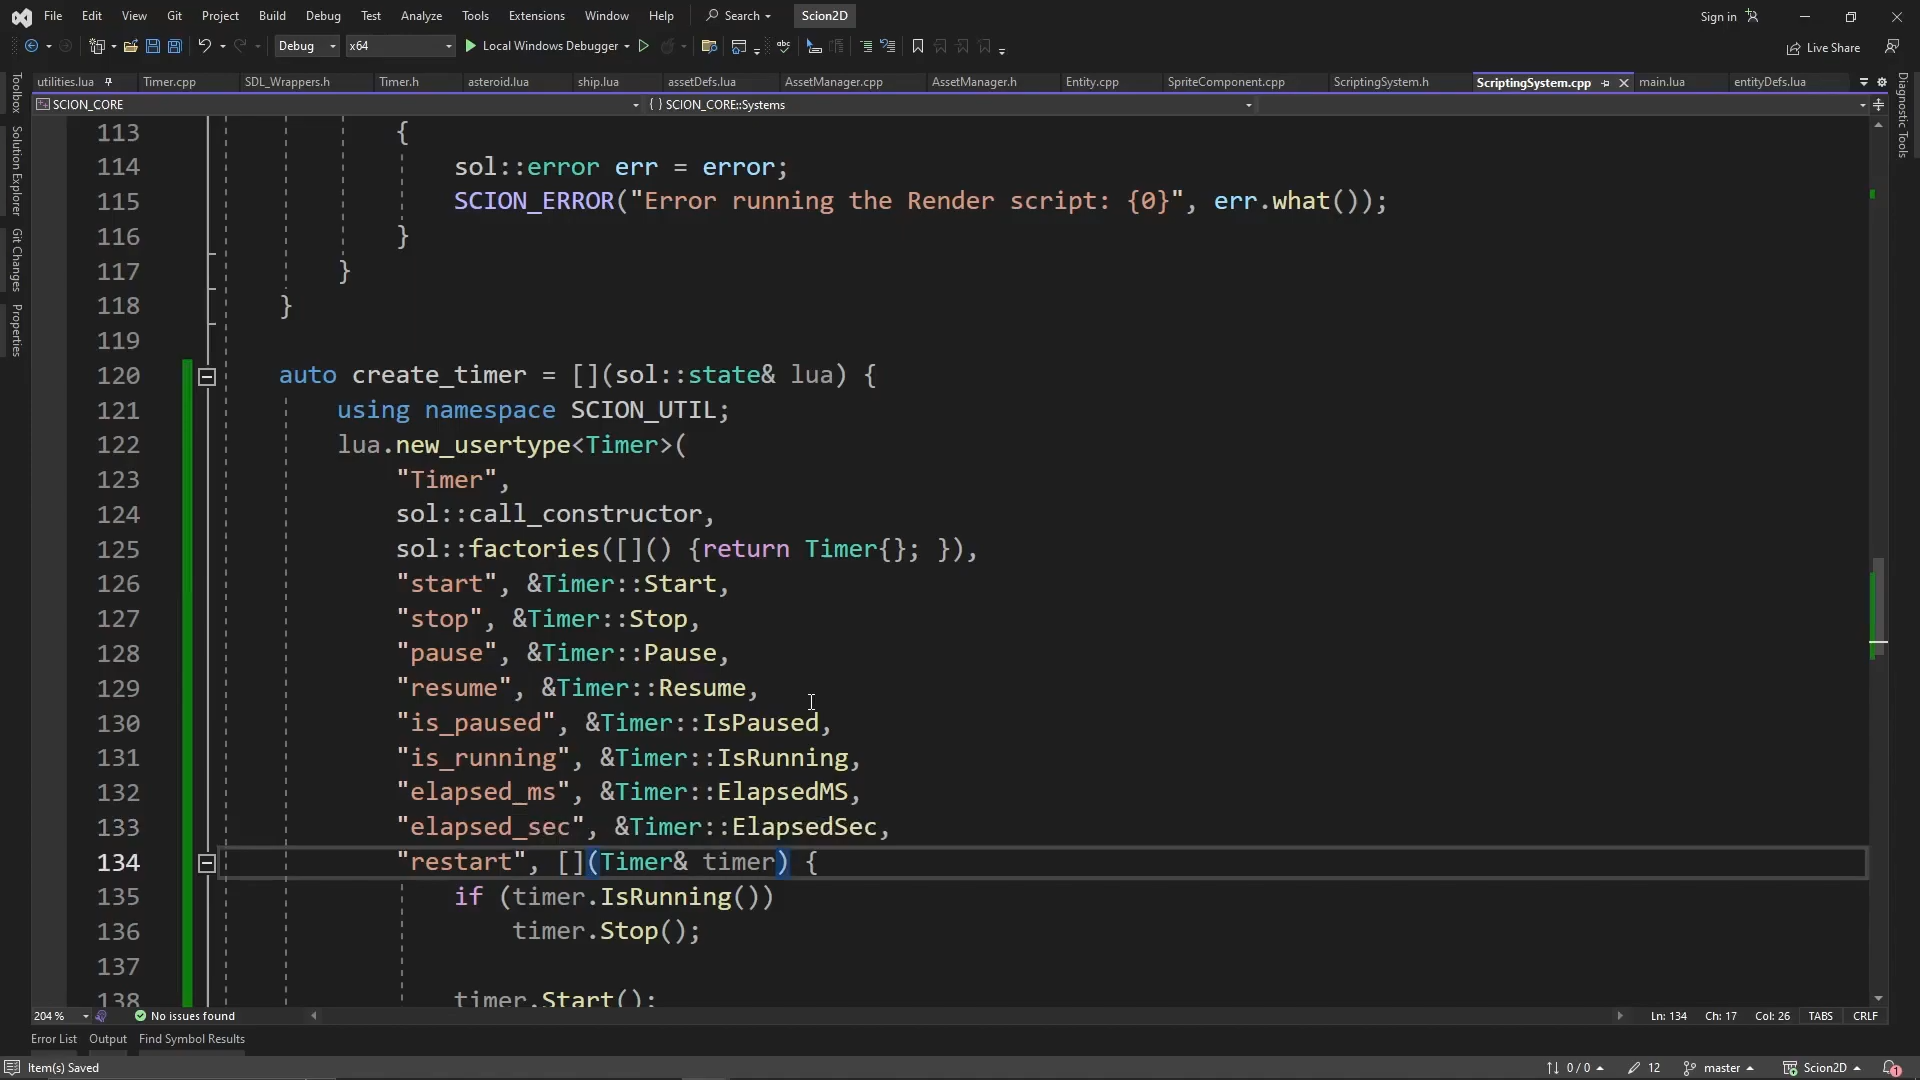 File Edit View Git Project Build Debug Test Analyze Tools Extensions Window Help Search Scion2D Sign in
Debug x64 Local Windows Debugger Live Share
utilities.lua Timer.cpp SDL_Wrappers.h Timer.h asteroid.lua ship.lua assetDefs.lua AssetManager.cpp AssetManager.h Entity.cpp SpriteComponent.cpp ScriptingSystem.h ScriptingSystem.cpp main.lua entityDefs.lua
SCION_CORE { } SCION_CORE::Systems
Toolbox
Solution Explorer
Git Changes
Properties
Diagnostic Tools
113 {
114 sol::error err = error;
115 SCION_ERROR("Error running the Render script: {0}", err.what());
116 }
117 }
118 }
119
120 auto create_timer = [](sol::state& lua) {
121 using namespace SCION_UTIL;
122 lua.new_usertype<Timer>(
123 "Timer",
124 sol::call_constructor,
125 sol::factories([]() {return Timer{}; }),
126 "start", &Timer::Start,
127 "stop", &Timer::Stop,
128 "pause", &Timer::Pause,
129 "resume", &Timer::Resume,
130 "is_paused", &Timer::IsPaused,
131 "is_running", &Timer::IsRunning,
132 "elapsed_ms", &Timer::ElapsedMS,
133 "elapsed_sec", &Timer::ElapsedSec,
134 "restart", [](Timer& timer) {
135 if (timer.IsRunning())
136 timer.Stop();
137
138 timer.Start();
204 % No issues found Ln: 134 Ch: 17 Col: 26 TABS CRLF
Error List Output Find Symbol Results
Item(s) Saved 0 / 0 12 master Scion2D 1